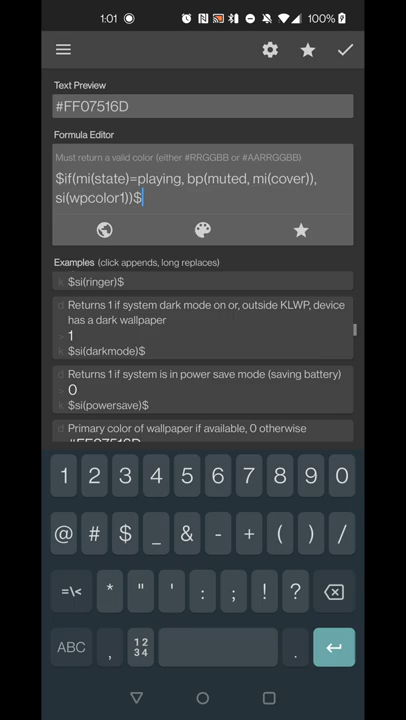 1:01
100%
Text Preview
#FF07516D
Formula Editor
Must return a valid color (either #RRGGBB or #AARRGGBB)
$if(mi(state)=playing, bp(muted, mi(cover)),
si(wpcolor1))$
Examples (click appends, long replaces)
k $si(ringer)$
d Returns 1 if system dark mode on or, outside KLWP, device
has a dark wallpaper
> 1
k $si(darkmode)$
d Returns 1 if system is in power save mode (saving battery)
> 0
k $si(powersave)$
d Primary color of wallpaper if available, 0 otherwise
#FF07516D
1 2 3 4 5 6 7 8 9 0
@ # $ _ & - + ( ) /
=\< * " ' : ; ! ?
ABC , 12 .
34